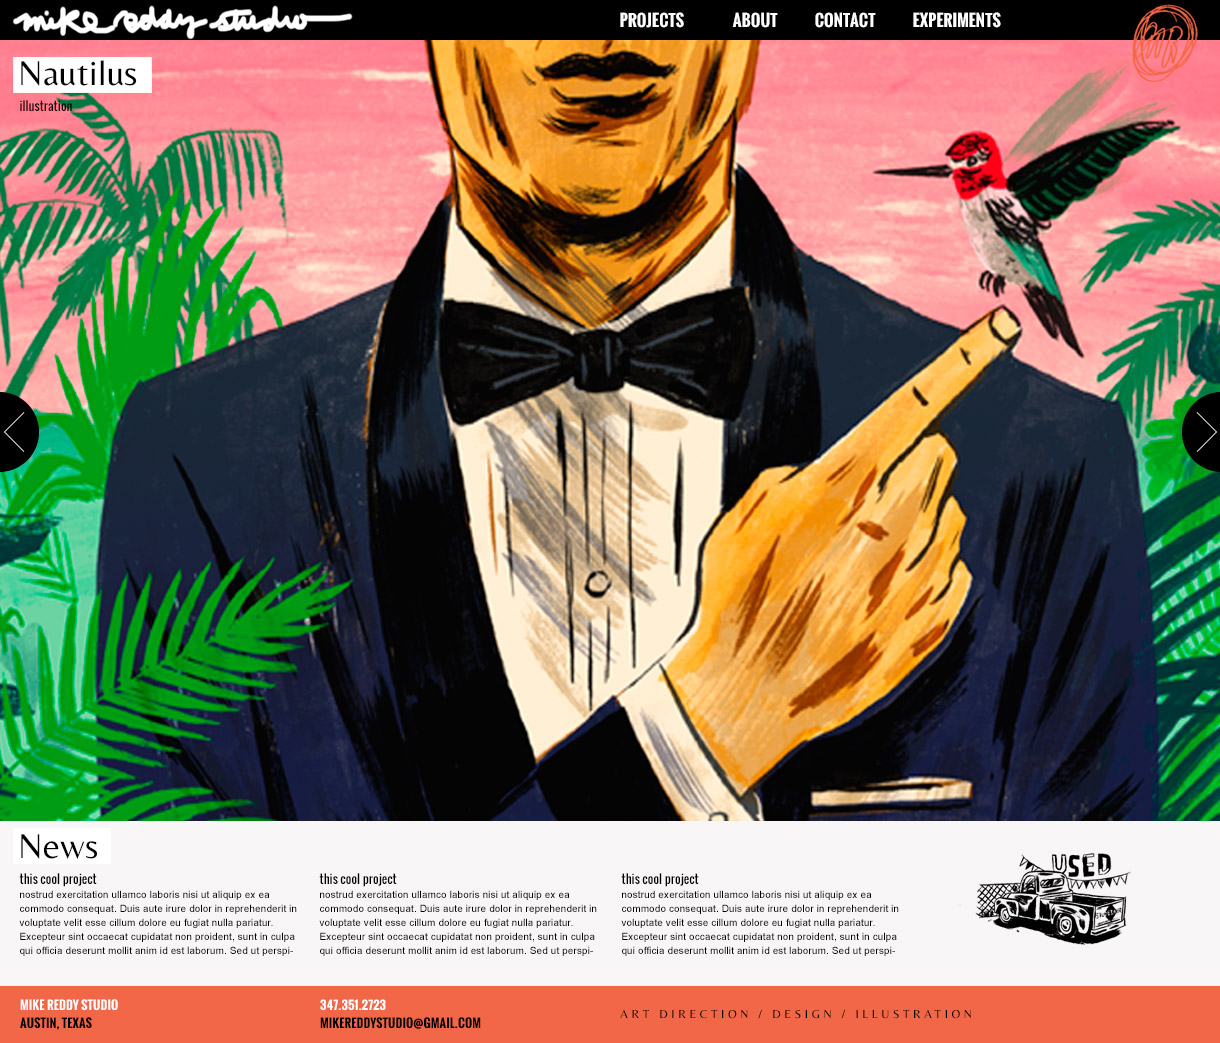 mike reddy studio
PROJECTS ABOUT CONTACT EXPERIMENTS
Nautilus
illustration
News
this cool project
nostrud exercitation ullamco laboris nisi ut aliquip ex ea
commodo consequat. Duis aute irure dolor in reprehenderit in
voluptate velit esse cillum dolore eu fugiat nulla pariatur.
Excepteur sint occaecat cupidatat non proident, sunt in culpa
qui officia deserunt mollit anim id est laborum. Sed ut perspi-
this cool project
nostrud exercitation ullamco laboris nisi ut aliquip ex ea
commodo consequat. Duis aute irure dolor in reprehenderit in
voluptate velit esse cillum dolore eu fugiat nulla pariatur.
Excepteur sint occaecat cupidatat non proident, sunt in culpa
qui officia deserunt mollit anim id est laborum. Sed ut perspi-
this cool project
nostrud exercitation ullamco laboris nisi ut aliquip ex ea
commodo consequat. Duis aute irure dolor in reprehenderit in
voluptate velit esse cillum dolore eu fugiat nulla pariatur.
Excepteur sint occaecat cupidatat non proident, sunt in culpa
qui officia deserunt mollit anim id est laborum. Sed ut perspi-
USED
MIKE REDDY STUDIO
AUSTIN, TEXAS
347.351.2723
MIKEREDDYSTUDIO@GMAIL.COM
ART DIRECTION / DESIGN / ILLUSTRATION